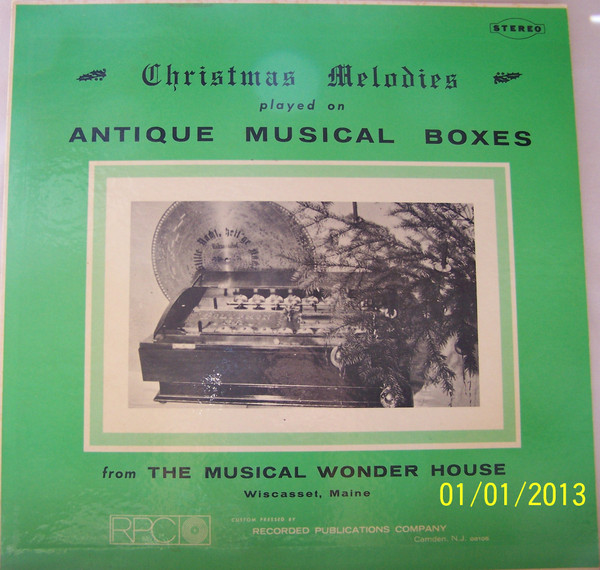 STEREO
Christmas Melodies
played on
ANTIQUE MUSICAL BOXES
from THE MUSICAL WONDER HOUSE
Wiscasset, Maine
01/01/2013
RPC
CUSTOM PRESSED BY
RECORDED PUBLICATIONS COMPANY
Camden, N.J.